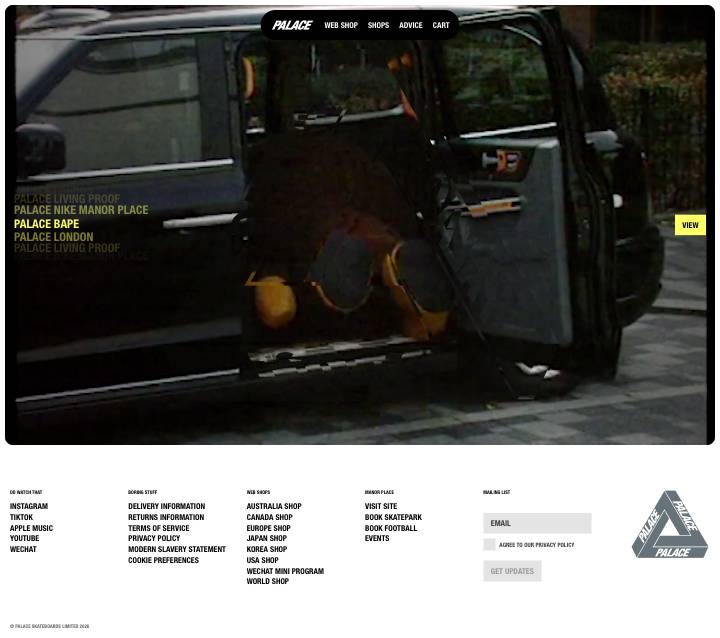 PALACE WEB SHOP SHOPS ADVICE CART
PALACE LIVING PROOF
PALACE NIKE MANOR PLACE
PALACE BAPE
PALACE LONDON
PALACE LIVING PROOF
VIEW
DO WATCH THAT
INSTAGRAM
TIKTOK
APPLE MUSIC
YOUTUBE
WECHAT
BORING STUFF
DELIVERY INFORMATION
RETURNS INFORMATION
TERMS OF SERVICE
PRIVACY POLICY
MODERN SLAVERY STATEMENT
COOKIE PREFERENCES
WEB SHOPS
AUSTRALIA SHOP
CANADA SHOP
EUROPE SHOP
JAPAN SHOP
KOREA SHOP
USA SHOP
WECHAT MINI PROGRAM
WORLD SHOP
MANOR PLACE
VISIT SITE
BOOK SKATEPARK
BOOK FOOTBALL
EVENTS
MAILING LIST
EMAIL
AGREE TO OUR PRIVACY POLICY
GET UPDATES
PALACE
PALACE
PALACE
© PALACE SKATEBOARDS LIMITED 2026